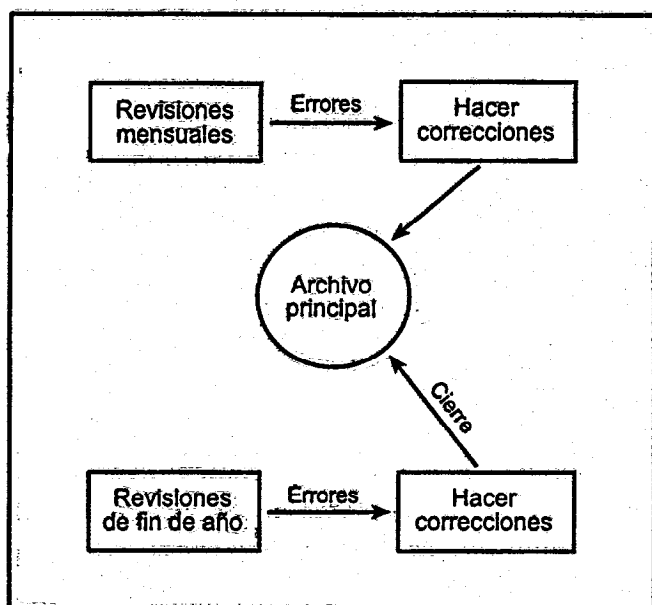 Revisiones
mensuales
Errores
Hacer
correcciones
Archivo
principal
Cierre
Revisiones
de fin de año
Errores
Hacer
correcciones